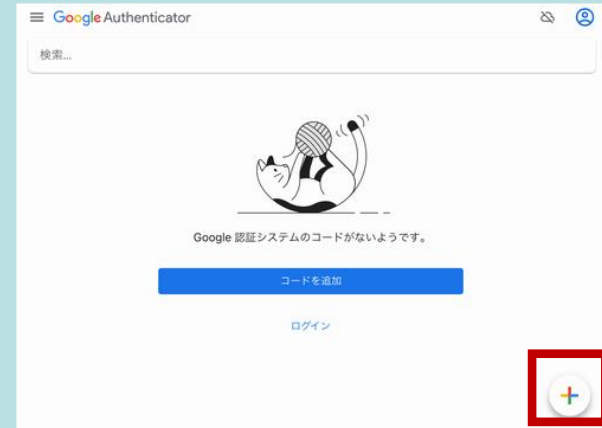 Google Authenticator
検索...
Google 認証システムのコードがないようです。
コードを追加
ログイン